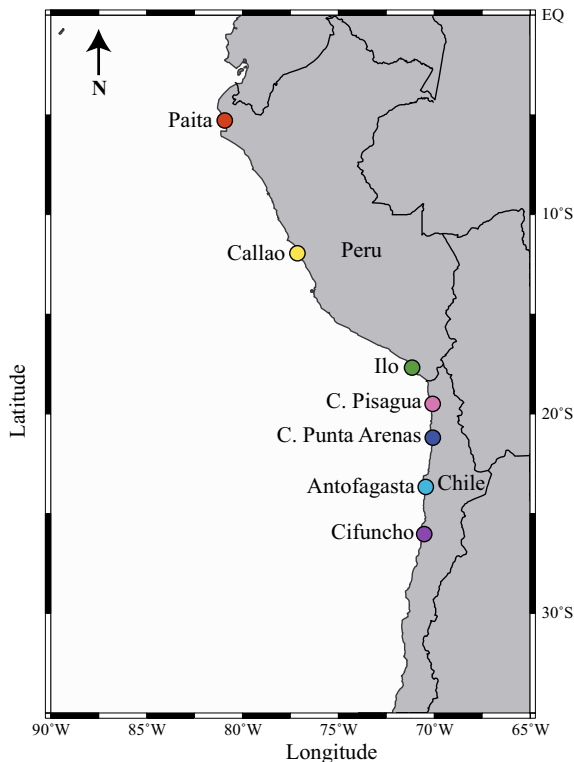 EQ
N
Paita
10°S
Callao
Peru
Ilo
C. Pisagua
20°S
C. Punta Arenas
Antofagasta
Chile
Cifuncho
30°S
Latitude
90°W 85°W 80°W 75°W 70°W 65°W
Longitude